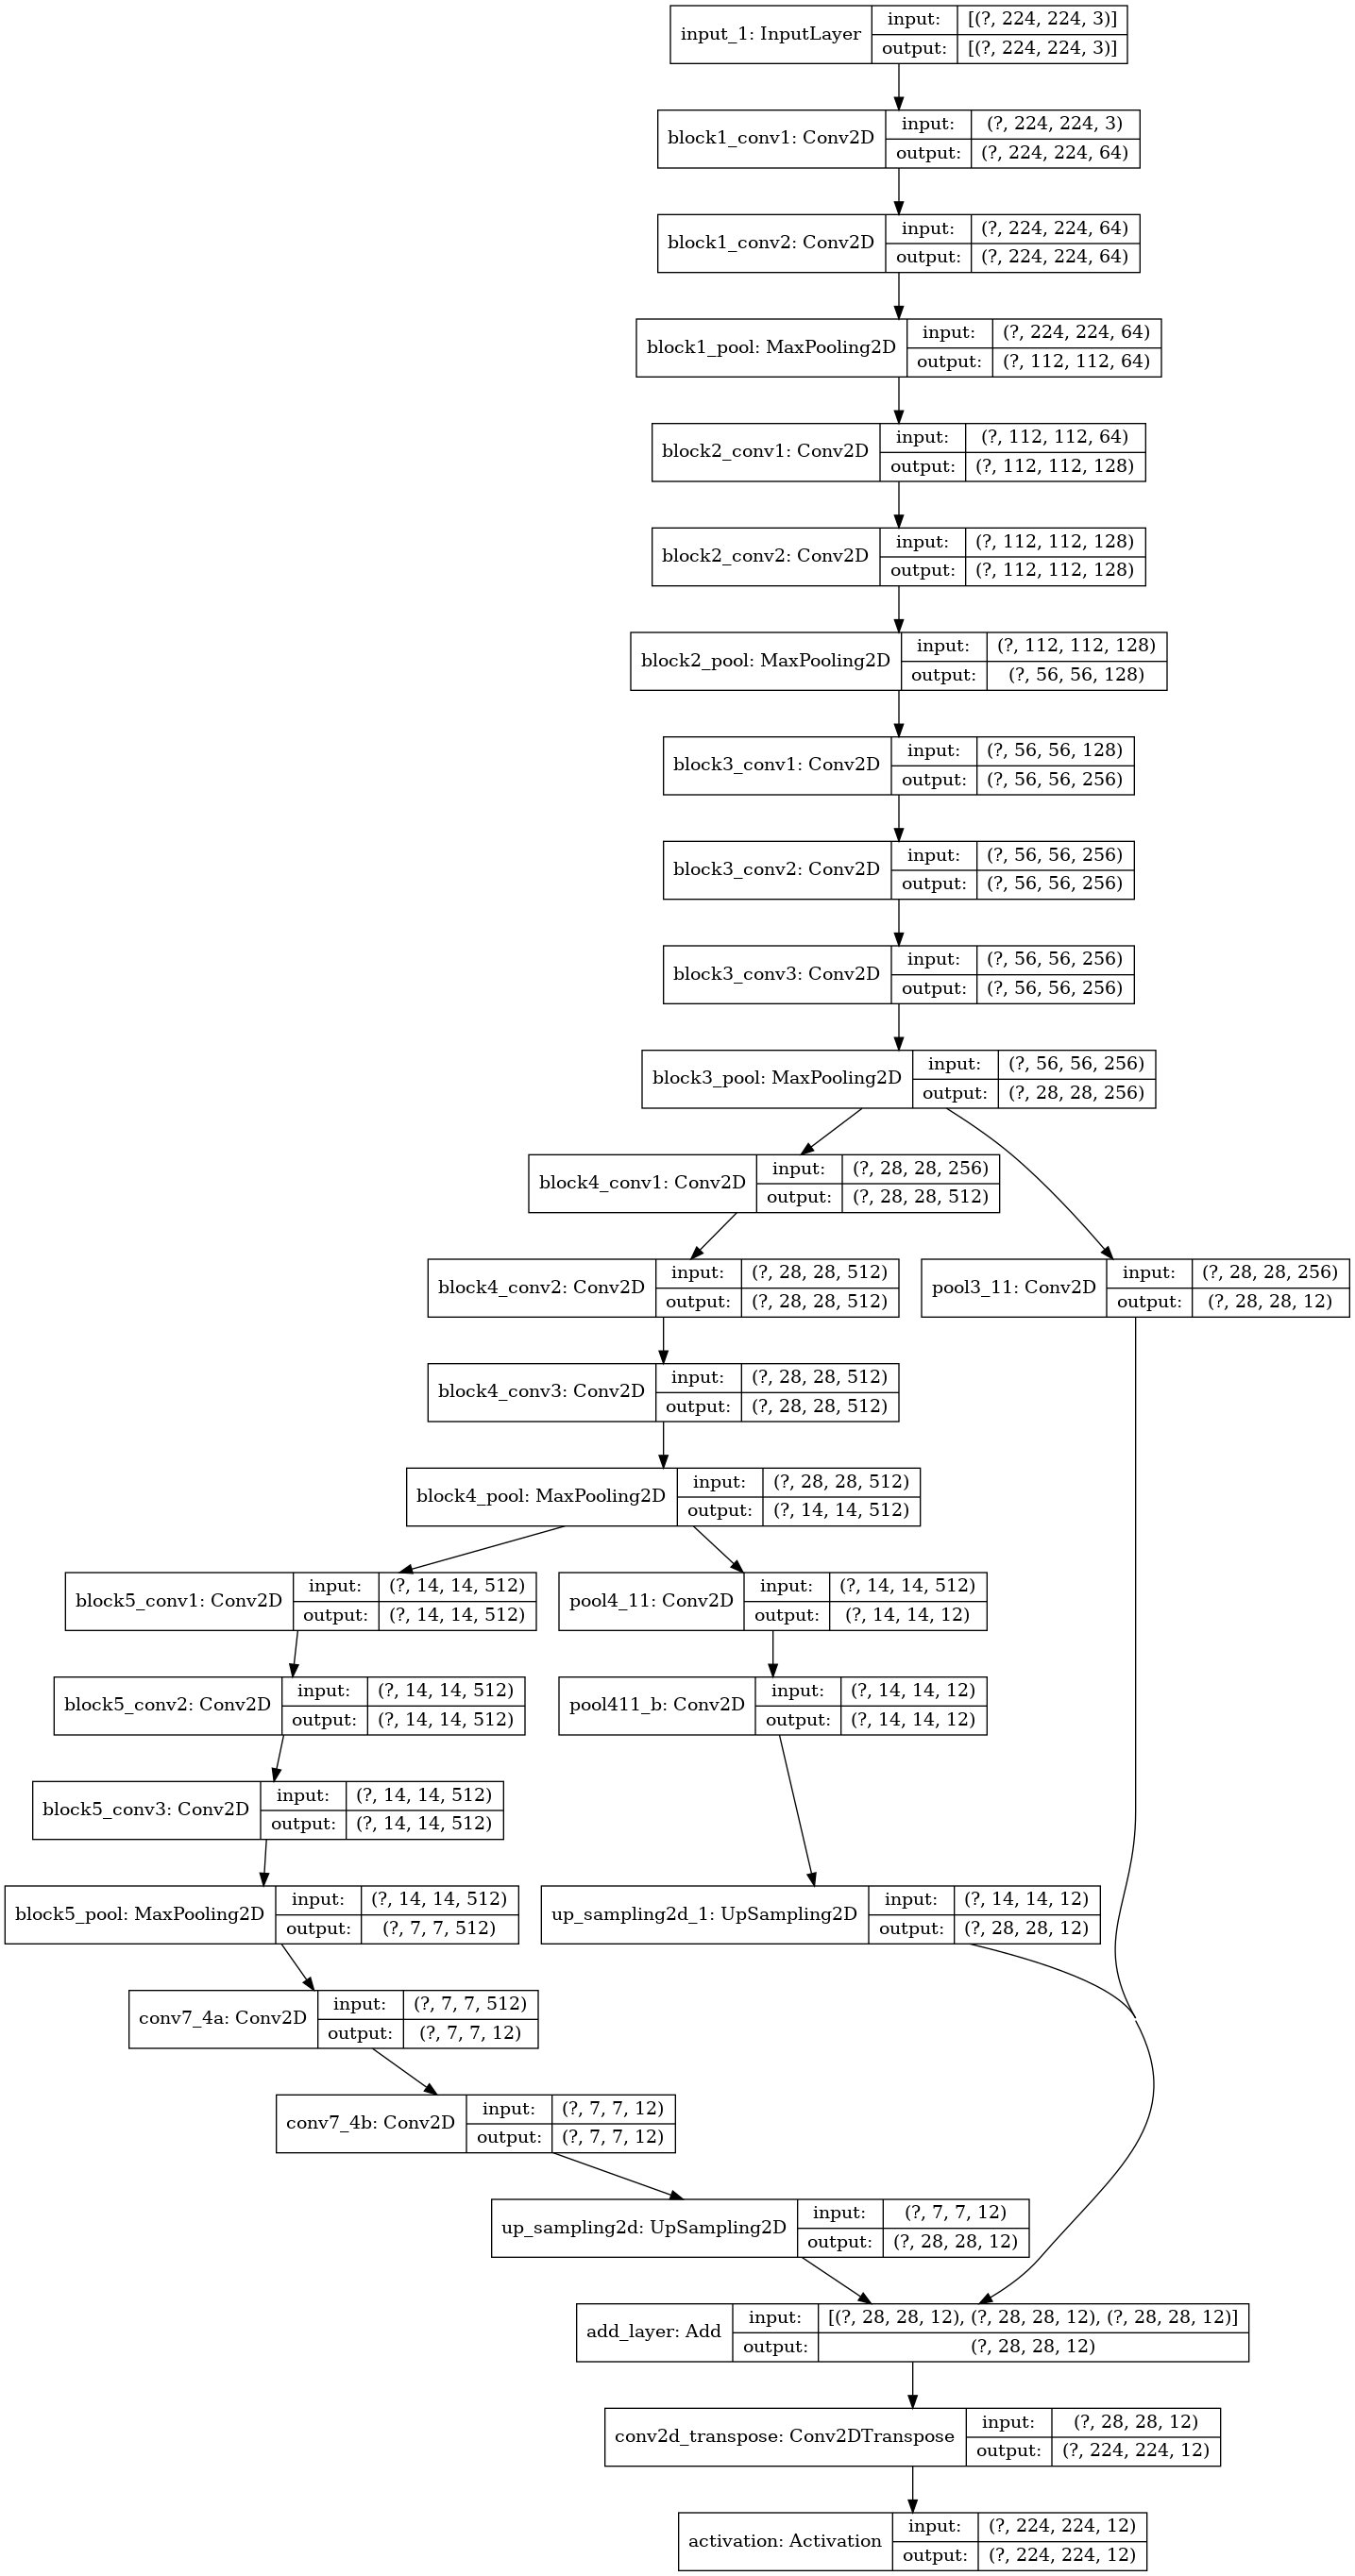 input_1: InputLayer
input: [(?, 224, 224, 3)]
output: [(?, 224, 224, 3)]
block1_conv1: Conv2D
input: (?, 224, 224, 3)
output: (?, 224, 224, 64)
block1_conv2: Conv2D
input: (?, 224, 224, 64)
output: (?, 224, 224, 64)
block1_pool: MaxPooling2D
input: (?, 224, 224, 64)
output: (?, 112, 112, 64)
block2_conv1: Conv2D
input: (?, 112, 112, 64)
output: (?, 112, 112, 128)
block2_conv2: Conv2D
input: (?, 112, 112, 128)
output: (?, 112, 112, 128)
block2_pool: MaxPooling2D
input: (?, 112, 112, 128)
output: (?, 56, 56, 128)
block3_conv1: Conv2D
input: (?, 56, 56, 128)
output: (?, 56, 56, 256)
block3_conv2: Conv2D
input: (?, 56, 56, 256)
output: (?, 56, 56, 256)
block3_conv3: Conv2D
input: (?, 56, 56, 256)
output: (?, 56, 56, 256)
block3_pool: MaxPooling2D
input: (?, 56, 56, 256)
output: (?, 28, 28, 256)
block4_conv1: Conv2D
input: (?, 28, 28, 256)
output: (?, 28, 28, 512)
block4_conv2: Conv2D
input: (?, 28, 28, 512)
output: (?, 28, 28, 512)
pool3_11: Conv2D
input: (?, 28, 28, 256)
output: (?, 28, 28, 12)
block4_conv3: Conv2D
input: (?, 28, 28, 512)
output: (?, 28, 28, 512)
block4_pool: MaxPooling2D
input: (?, 28, 28, 512)
output: (?, 14, 14, 512)
block5_conv1: Conv2D
input: (?, 14, 14, 512)
output: (?, 14, 14, 512)
pool4_11: Conv2D
input: (?, 14, 14, 512)
output: (?, 14, 14, 12)
block5_conv2: Conv2D
input: (?, 14, 14, 512)
output: (?, 14, 14, 512)
pool411_b: Conv2D
input: (?, 14, 14, 12)
output: (?, 14, 14, 12)
block5_conv3: Conv2D
input: (?, 14, 14, 512)
output: (?, 14, 14, 512)
block5_pool: MaxPooling2D
input: (?, 14, 14, 512)
output: (?, 7, 7, 512)
up_sampling2d_1: UpSampling2D
input: (?, 14, 14, 12)
output: (?, 28, 28, 12)
conv7_4a: Conv2D
input: (?, 7, 7, 512)
output: (?, 7, 7, 12)
conv7_4b: Conv2D
input: (?, 7, 7, 12)
output: (?, 7, 7, 12)
up_sampling2d: UpSampling2D
input: (?, 7, 7, 12)
output: (?, 28, 28, 12)
add_layer: Add
input: [(?, 28, 28, 12), (?, 28, 28, 12), (?, 28, 28, 12)]
output: (?, 28, 28, 12)
conv2d_transpose: Conv2DTranspose
input: (?, 28, 28, 12)
output: (?, 224, 224, 12)
activation: Activation
input: (?, 224, 224, 12)
output: (?, 224, 224, 12)